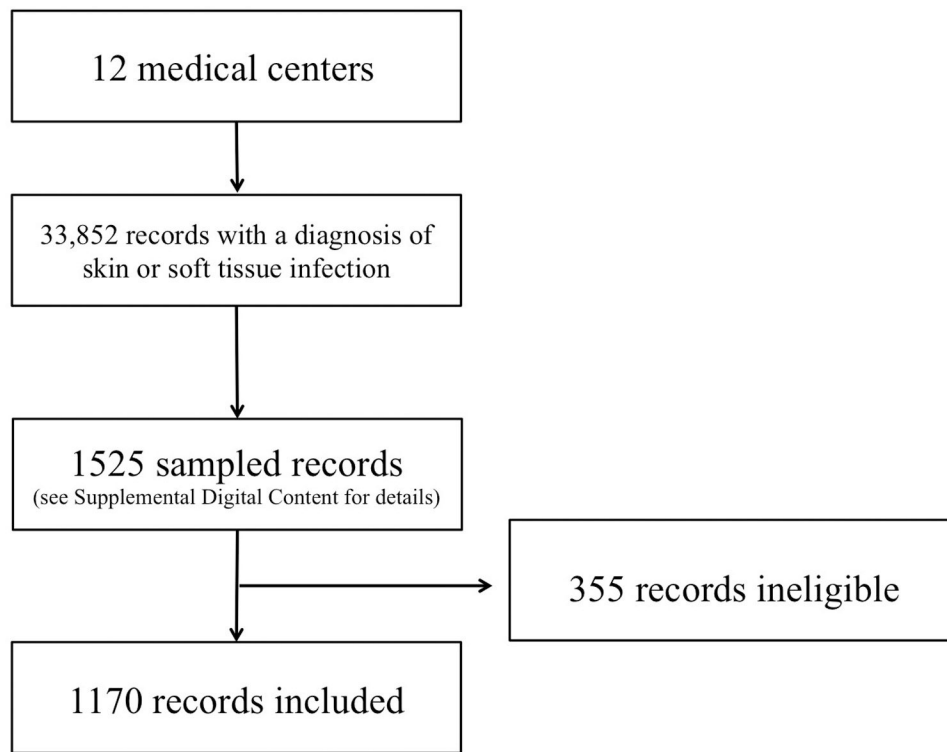 12 medical centers
33,852 records with a diagnosis of
skin or soft tissue infection
1525 sampled records
(see Supplemental Digital Content for details)
355 records ineligible
1170 records included